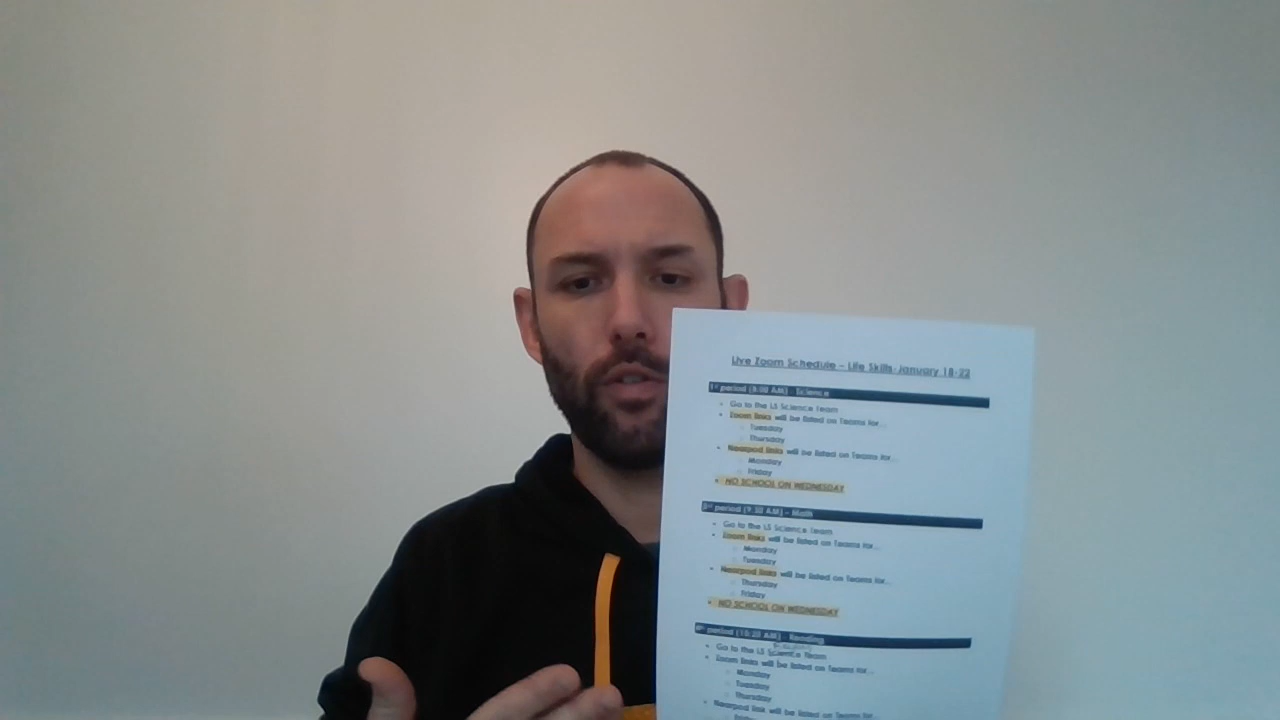 Live Zoom Schedule - Life Skills-January 18-22
1st period (8:00 AM) - Science
Go to the LS Science Team
Zoom links will be listed on Teams for...
Tuesday
Thursday
Nearpod links will be listed on Teams for...
Monday
Friday
NO SCHOOL ON WEDNESDAY
period (9:30 AM) - Math
Go to the LS Science Team
Zoom links will be listed on Teams for...
Monday
Tuesday
Nearpod links will be listed on Teams for...
Thursday
Friday
NO SCHOOL ON WEDNESDAY
period (10:20 AM) - Reading
Go to the LS Science Team
Zoom links will be listed on Teams for...
Monday
Tuesday
Thursday
Nearpod link will be listed on Teams for...